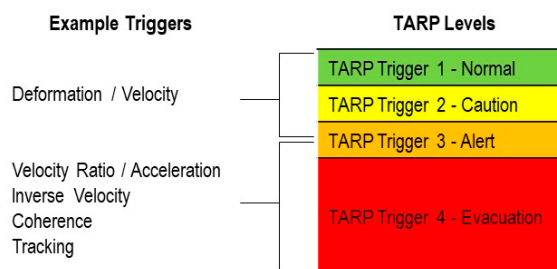 Example Triggers
TARP Levels
Deformation / Velocity
TARP Trigger 1 - Normal
TARP Trigger 2 - Caution
TARP Trigger 3 - Alert
Velocity Ratio / Acceleration
Inverse Velocity
Coherence
Tracking
TARP Trigger 4 - Evacuation